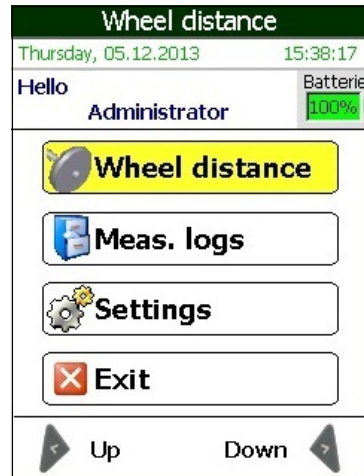 Wheel distance
Thursday, 05.12.2013 15:38:17
Hello Batterie
Administrator 100%
Wheel distance
Meas. logs
Settings
Exit
Up Down